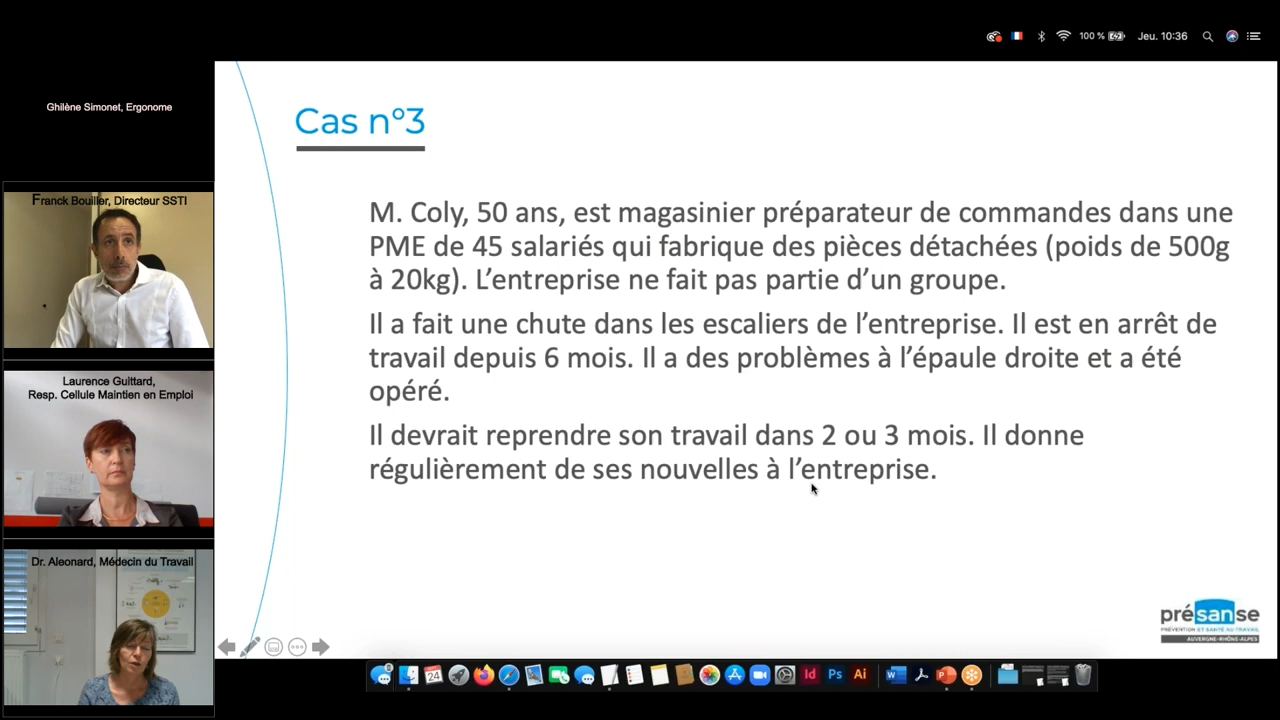 100 %
Jeu. 10:36
Ghilène Simonet, Ergonome
Franck Bouiller, Directeur SSTI
Laurence Guittard,
Resp. Cellule Maintien en Emploi
Dr. Aleonard, Médecin du Travail
Cas n°3
M. Coly, 50 ans, est magasinier préparateur de commandes dans une
PME de 45 salariés qui fabrique des pièces détachées (poids de 500g
à 20kg). L’entreprise ne fait pas partie d’un groupe.
Il a fait une chute dans les escaliers de l’entreprise. Il est en arrêt de
travail depuis 6 mois. Il a des problèmes à l’épaule droite et a été
opéré.
Il devrait reprendre son travail dans 2 ou 3 mois. Il donne
régulièrement de ses nouvelles à l’entreprise.
présanse
PRÉVENTION ET SANTÉ AU TRAVAIL
AUVERGNE-RHÔNE-ALPES
24
Id
Ps
Ai